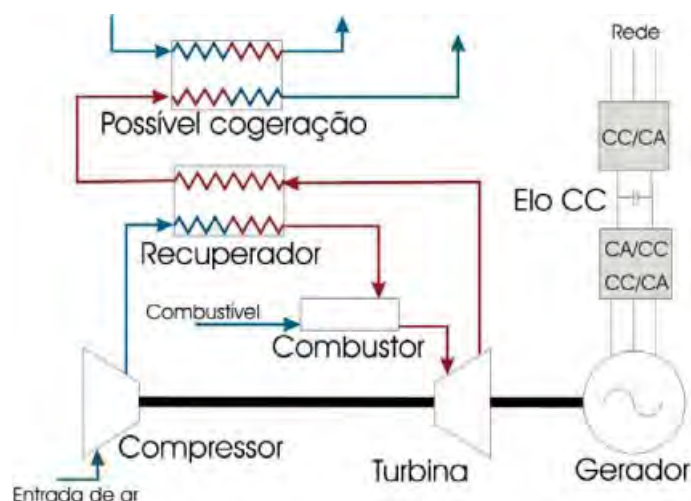 Rede
Possível cogeração
CC/CA
Elo CC
Recuperador
CA/CC
CC/CA
Combustível
Combustor
Compressor
Turbina
Gerador
Entrada de ar